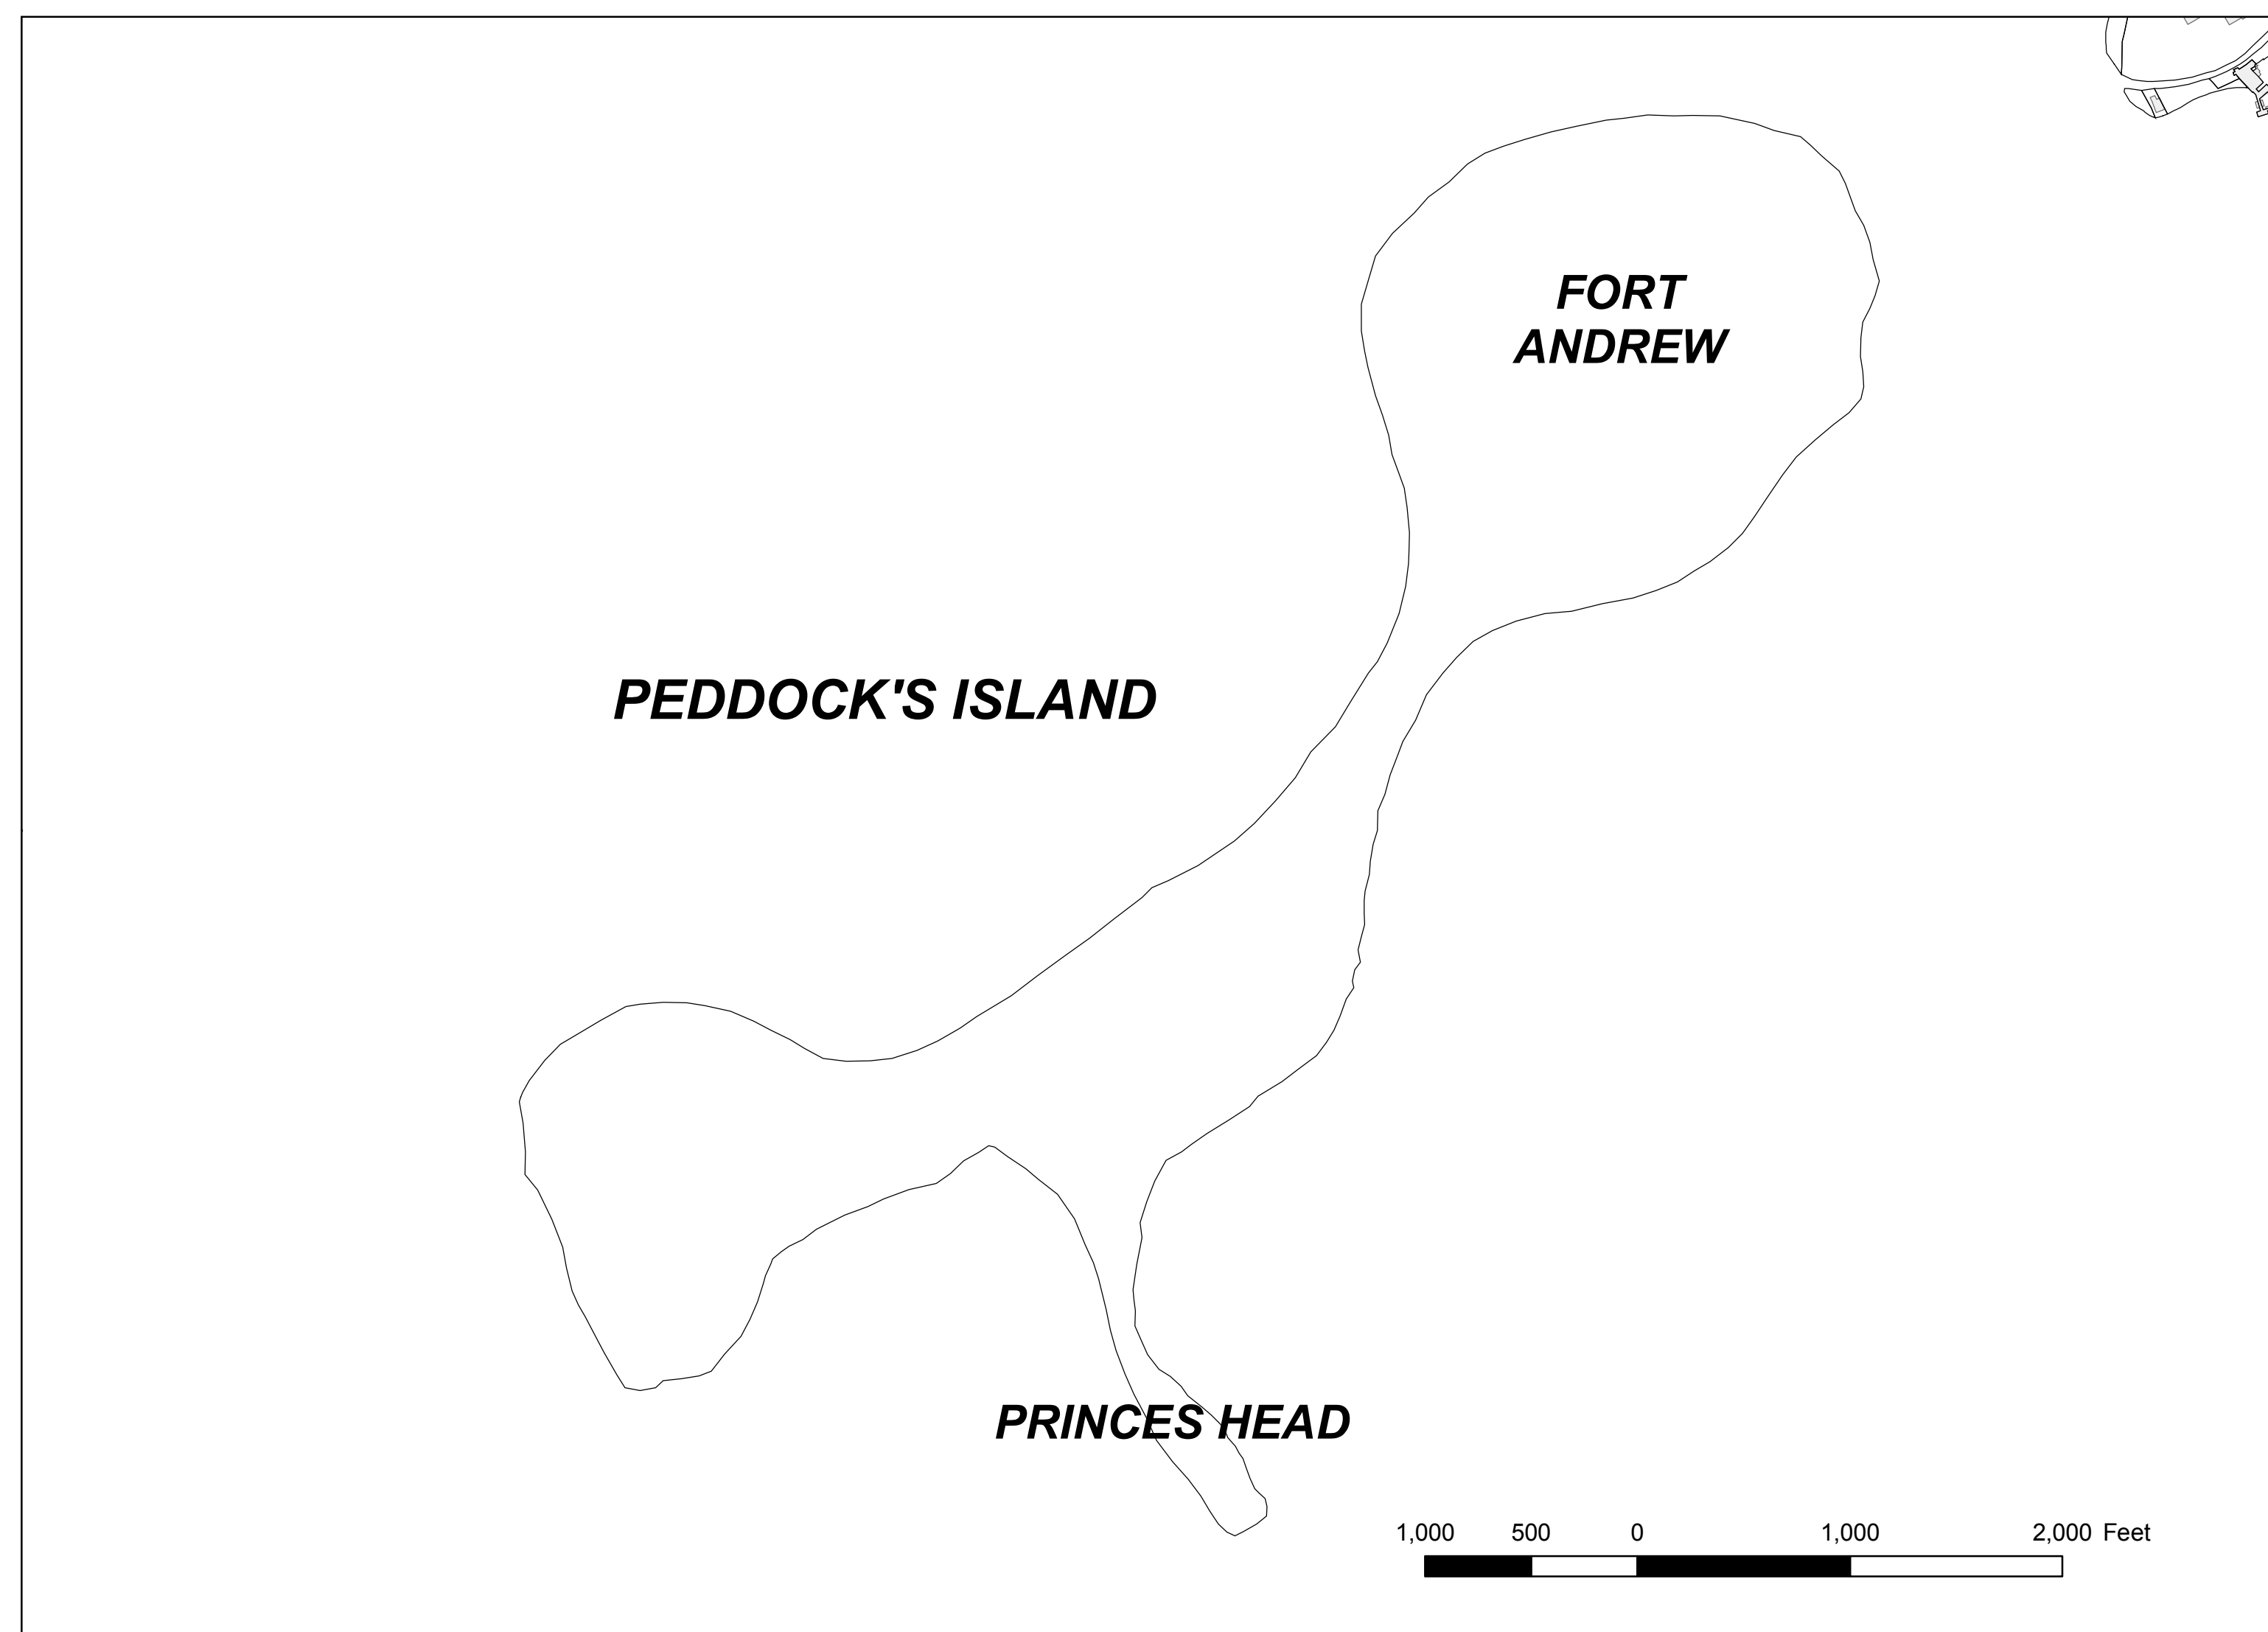 FORT
ANDREW
PEDDOCK'S ISLAND
PRINCES HEAD
1,000 500 0 1,000 2,000 Feet